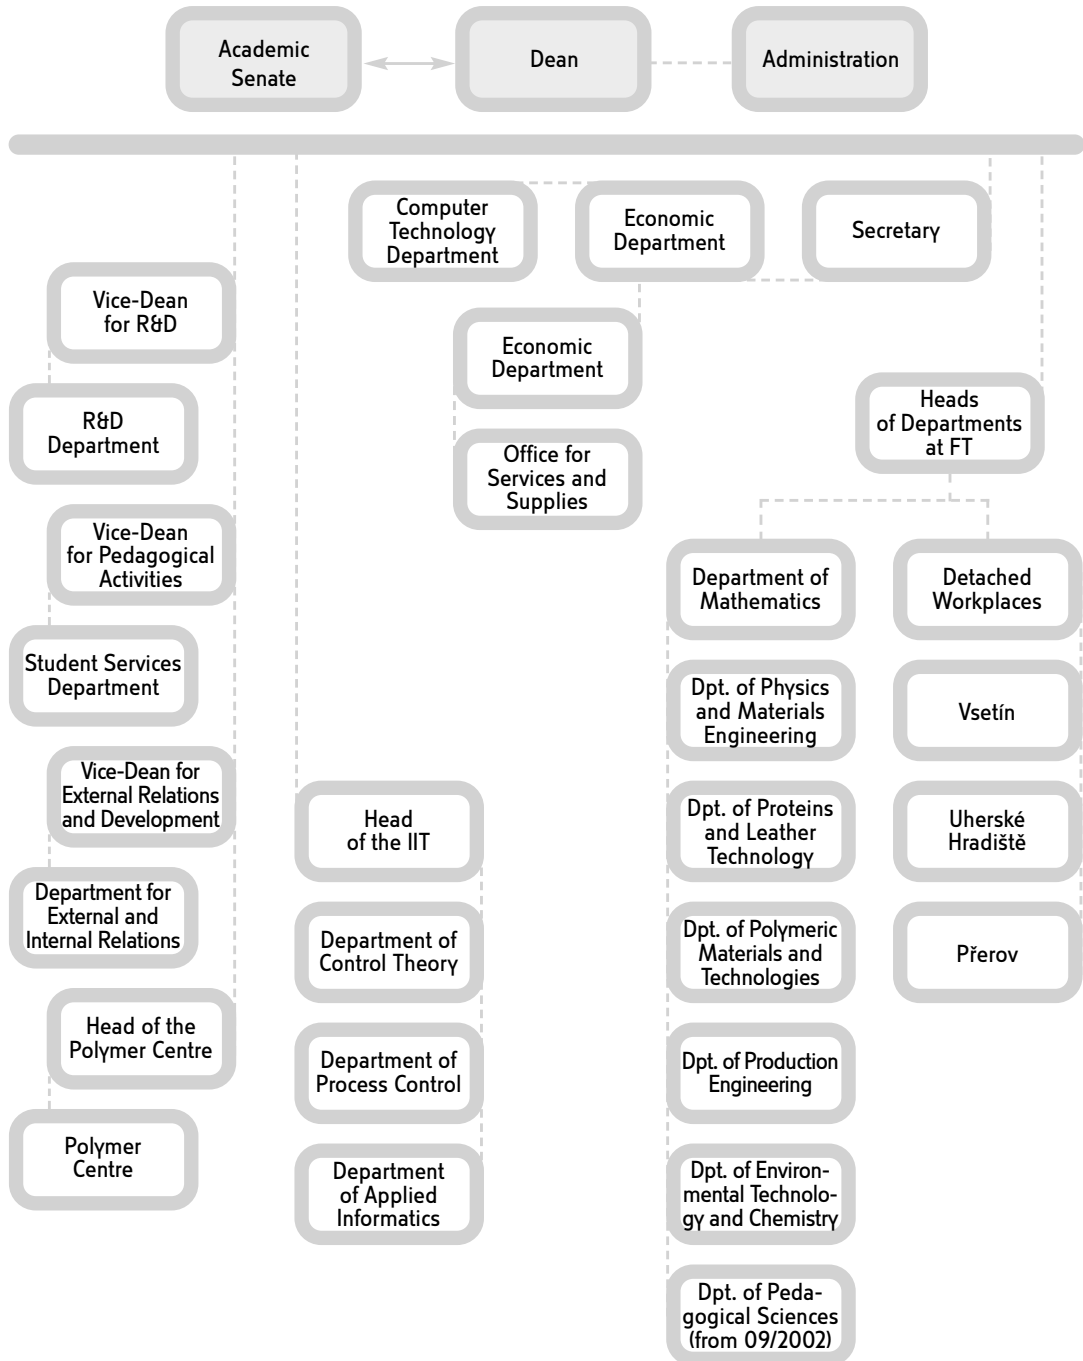 Academic
Senate
Dean
Administration
Computer
Technology
Department
Economic
Department
Secretary
Vice-Dean
for R&D
Economic
Department
R&D
Department
Heads
of Departments
at FT
Office for
Services and
Supplies
Vice-Dean
for Pedagogical
Activities
Department of
Mathematics
Detached
Workplaces
Student Services
Department
Dpt. of Physics
and Materials
Engineering
Vsetín
Vice-Dean for
External Relations
and Development
Head
of the IIT
Dpt. of Proteins
and Leather
Technology
Uherské
Hradiště
Department for
External and
Internal Relations
Department of
Control Theory
Dpt. of Polymeric
Materials and
Technologies
Přerov
Head of the
Polymer Centre
Department of
Process Control
Dpt. of Production
Engineering
Polymer
Centre
Department
of Applied
Informatics
Dpt. of Environ-
mental Technolo-
gy and Chemistry
Dpt. of Peda-
gogical Sciences
(from 09/2002)